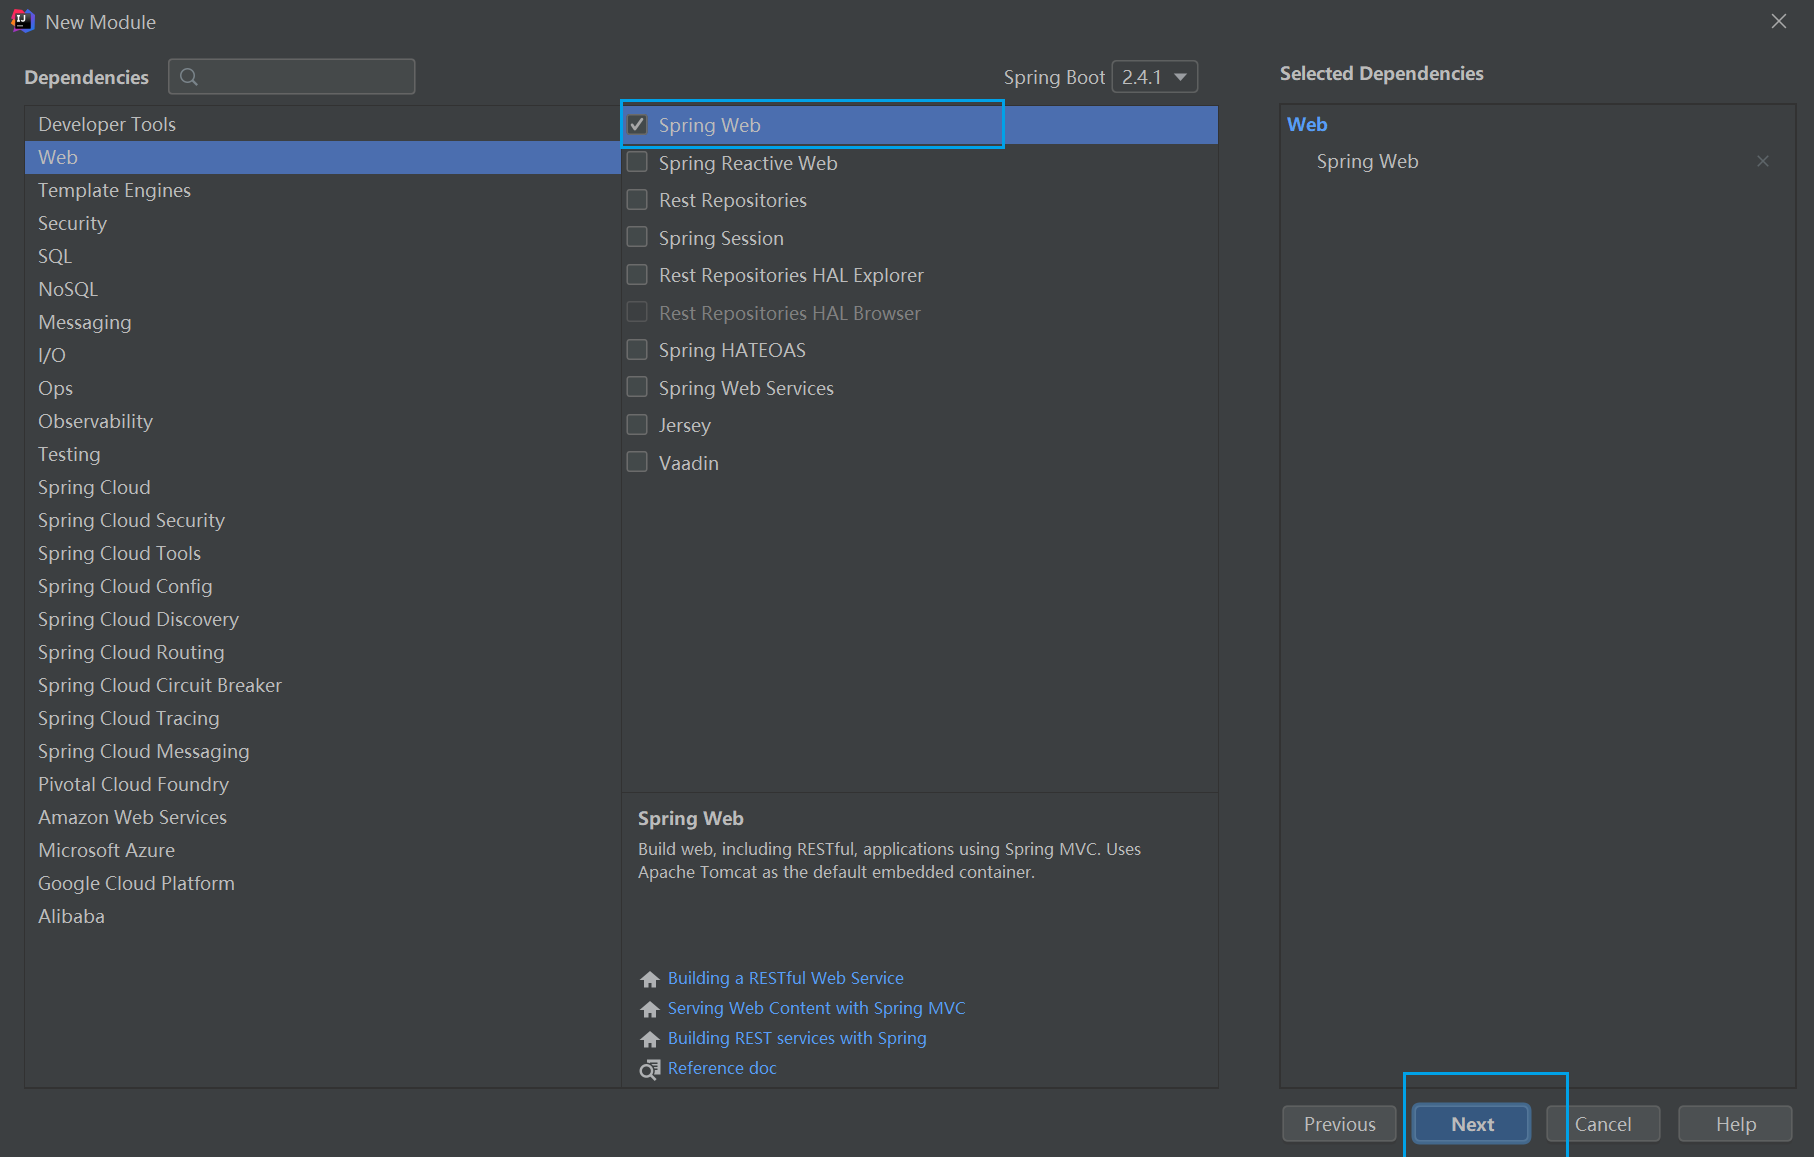 New Module
Dependencies
Spring Boot 2.4.1
Selected Dependencies
Developer Tools
Web
Template Engines
Security
SQL
NoSQL
Messaging
I/O
Ops
Observability
Testing
Spring Cloud
Spring Cloud Security
Spring Cloud Tools
Spring Cloud Config
Spring Cloud Discovery
Spring Cloud Routing
Spring Cloud Circuit Breaker
Spring Cloud Tracing
Spring Cloud Messaging
Pivotal Cloud Foundry
Amazon Web Services
Microsoft Azure
Google Cloud Platform
Alibaba
Spring Web
Spring Reactive Web
Rest Repositories
Spring Session
Rest Repositories HAL Explorer
Rest Repositories HAL Browser
Spring HATEOAS
Spring Web Services
Jersey
Vaadin
Spring Web
Build web, including RESTful, applications using Spring MVC. Uses
Apache Tomcat as the default embedded container.
Building a RESTful Web Service
Serving Web Content with Spring MVC
Building REST services with Spring
Reference doc
Web
Spring Web
Previous
Next
Cancel
Help